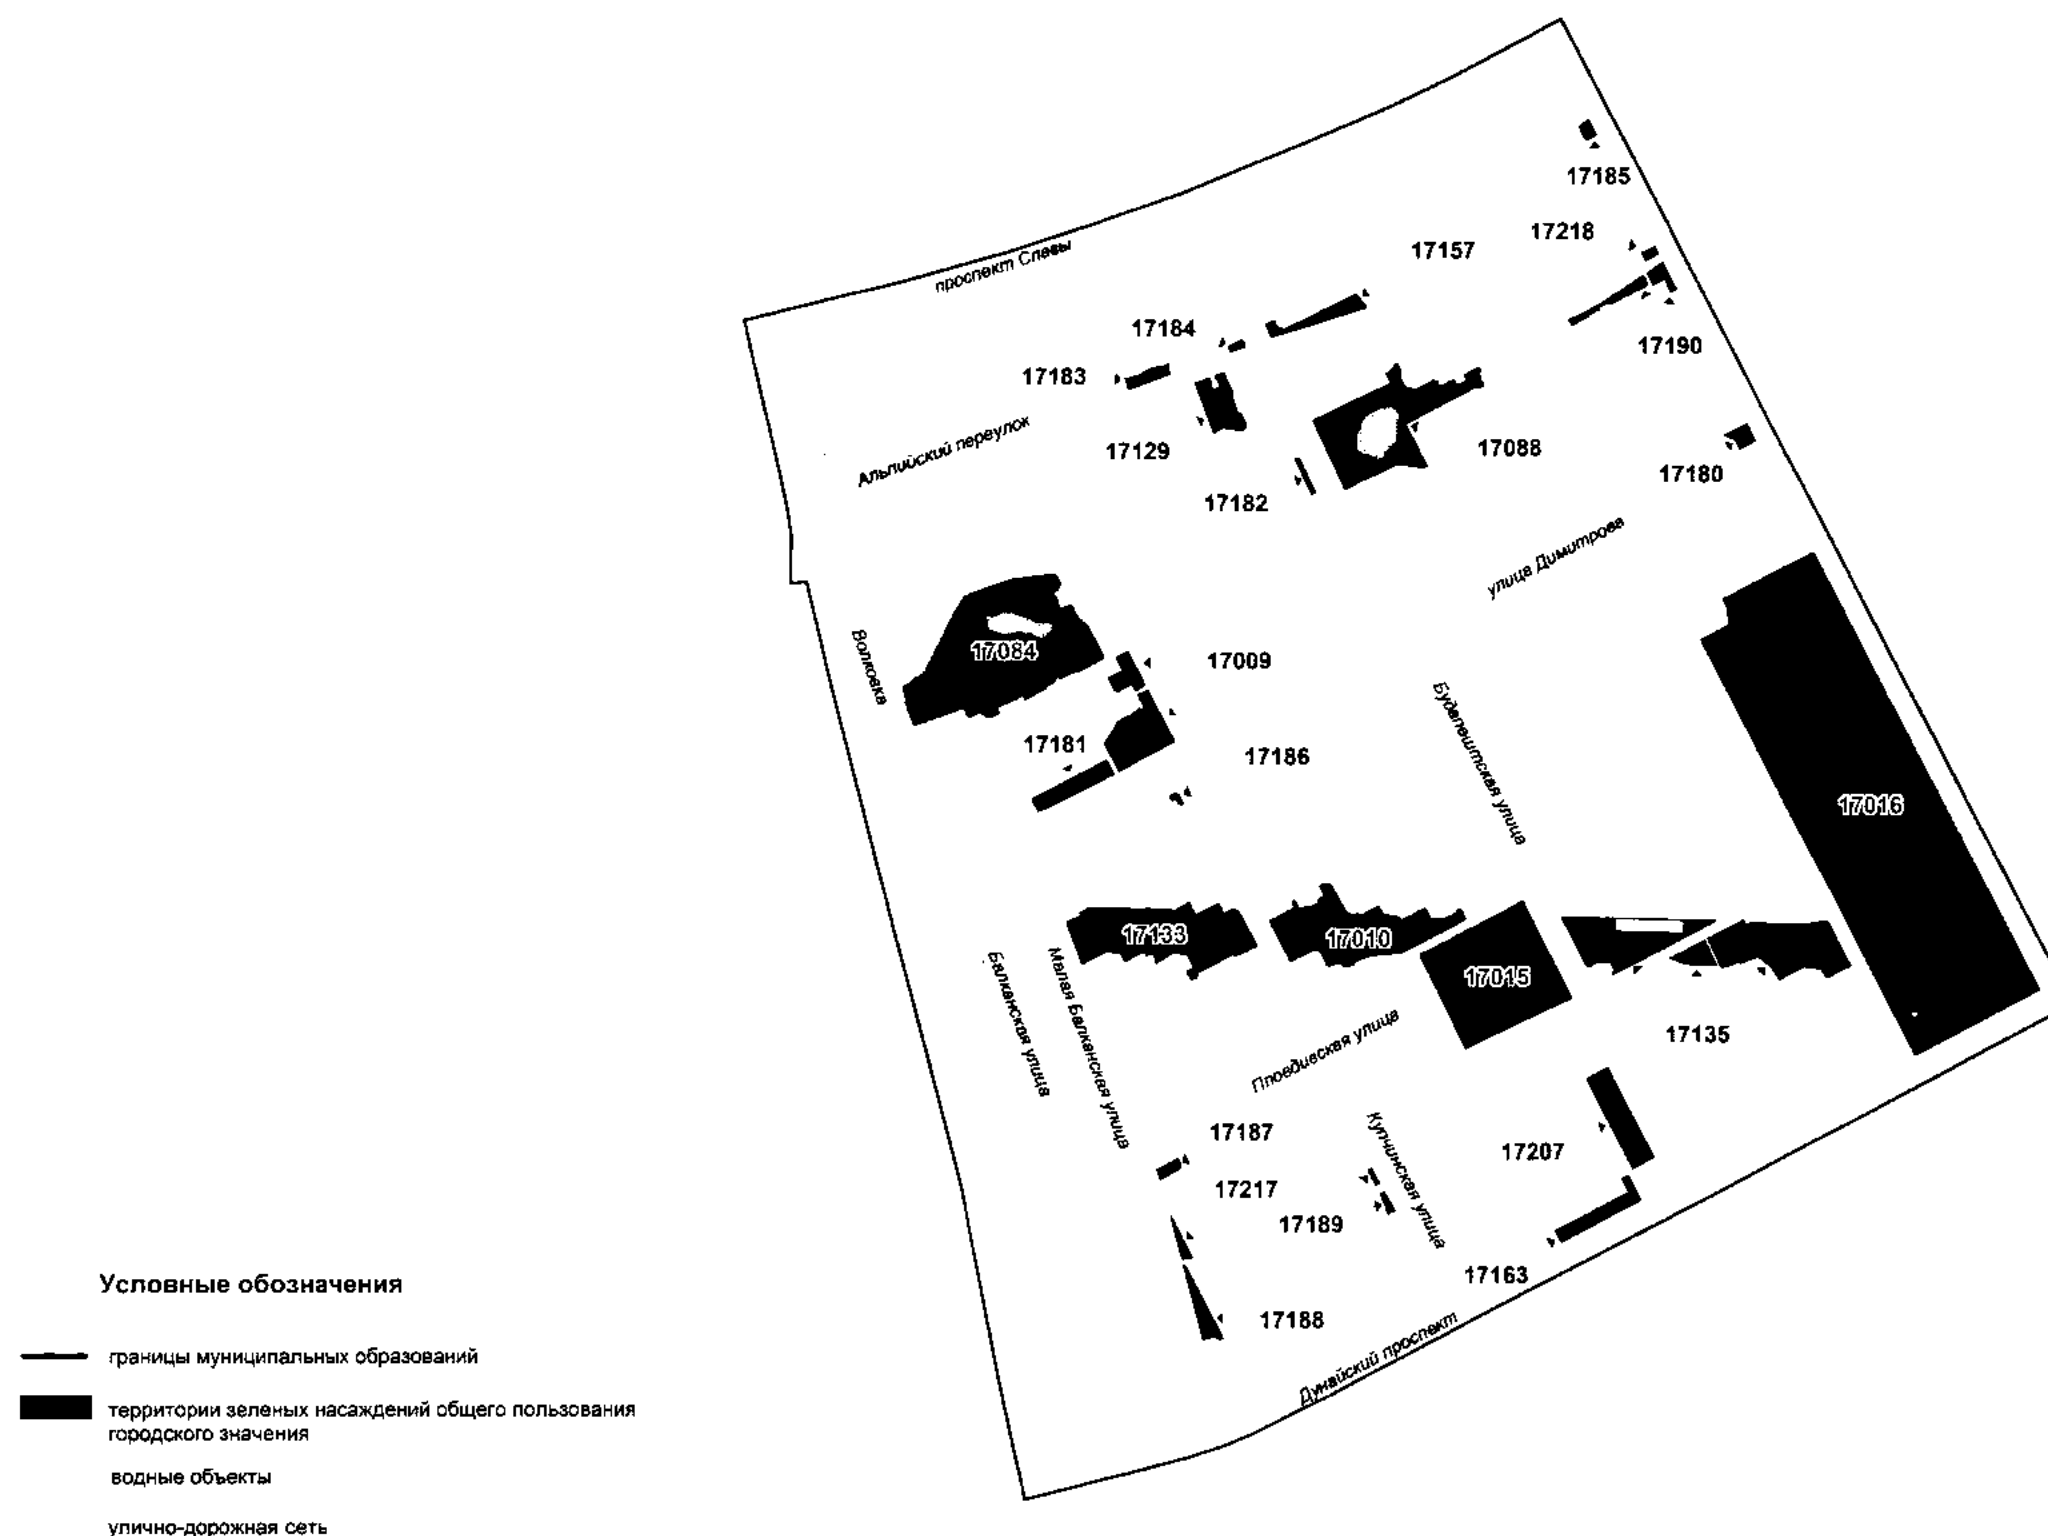 17185
17218
17157
проспект Славы
17184
17190
17183
Альпийский переулок
17129
17088
17180
17182
улица Димитрова
Волковка
17084
17009
17181
17186
Будапештская улица
17016
17133
17010
17015
Балканская улица
Малая Балканская улица
17135
Пловдивская улица
17187
Купчинская улица
17207
17217
17189
17163
17188
Дунайский проспект
Условные обозначения
границы муниципальных образований
территории зеленых насаждений общего пользования
городского значения
водные объекты
улично-дорожная сеть